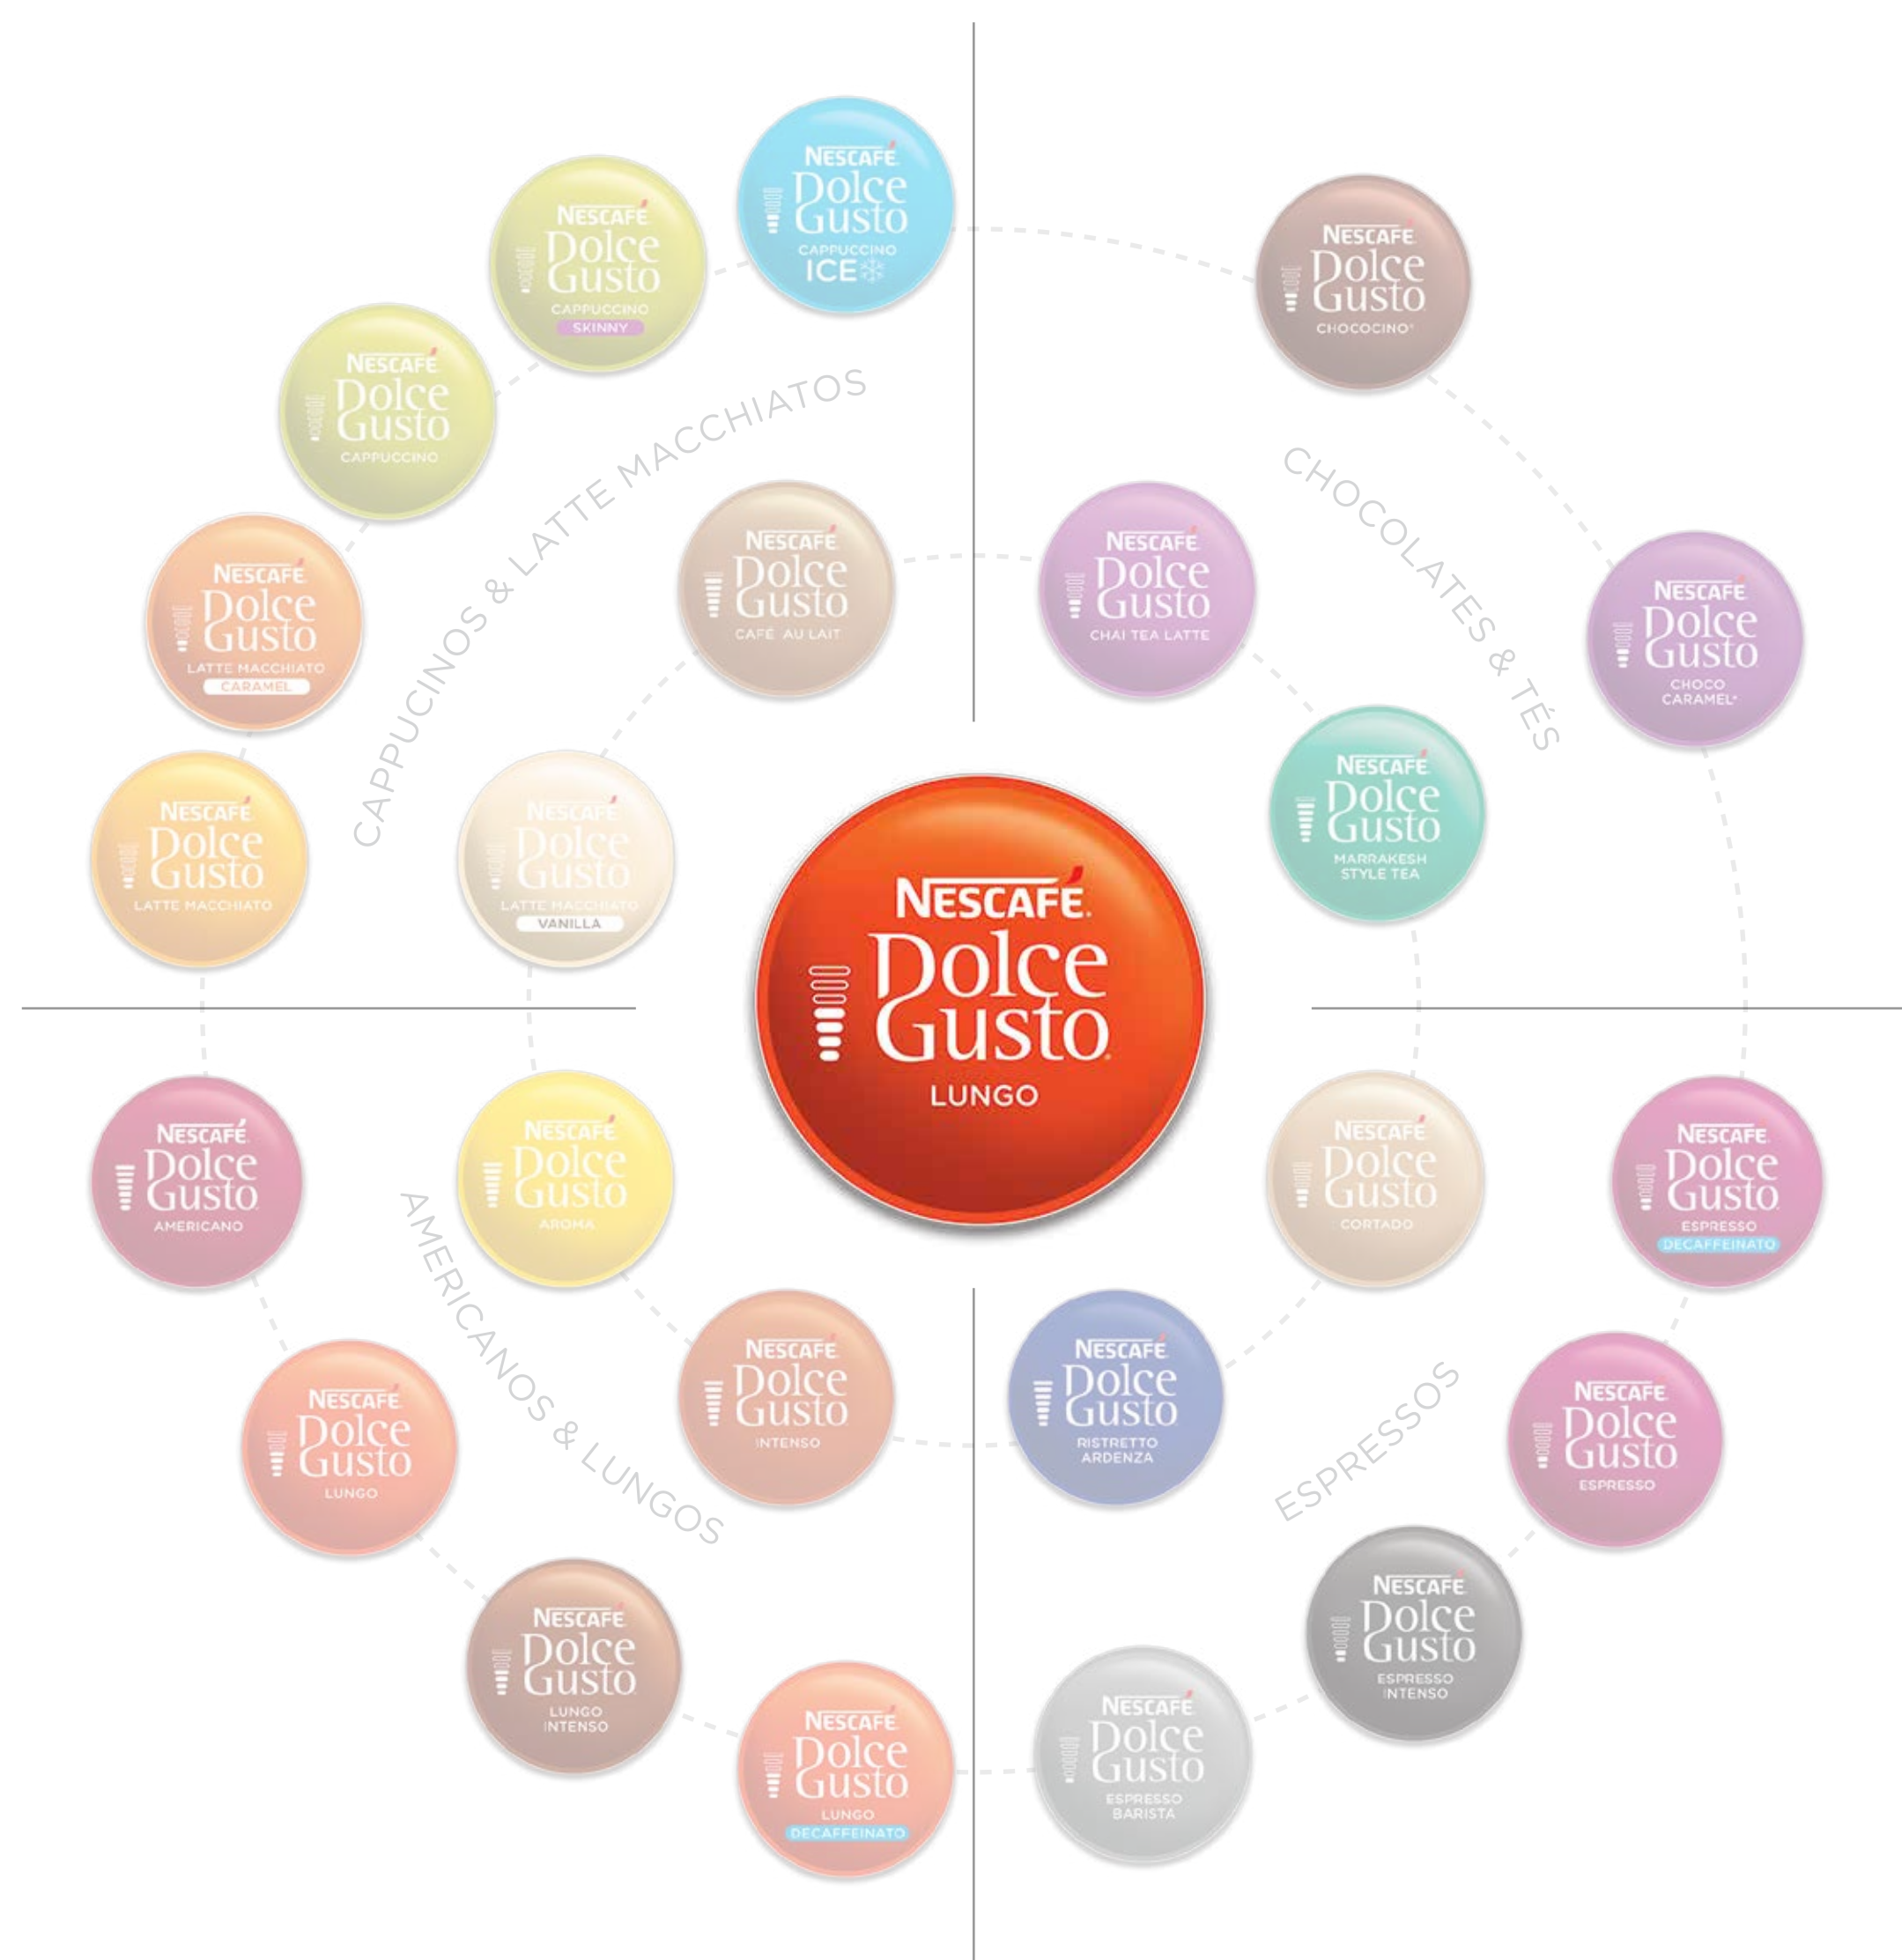 NESCAFÉ
Dolce
Gusto
CAPPUCCINO
ICE
NESCAFÉ
Dolce
Gusto
CAPPUCCINO
SKINNY
NESCAFÉ
Dolce
Gusto
CAPPUCCINO
NESCAFÉ
Dolce
Gusto
LATTE MACCHIATO
CARAMEL
NESCAFÉ
Dolce
Gusto
LATTE MACCHIATO
CAPPUCINOS & LATTE MACCHIATOS
NESCAFÉ
Dolce
Gusto
CAFÉ AU LAIT
NESCAFÉ
Dolce
Gusto
LATTE MACCHIATO
VANILLA
NESCAFÉ
Dolce
Gusto
CHOCOCINO*
NESCAFÉ
Dolce
Gusto
CHOCO
CARAMEL*
CHOCOLATES & TÉS
NESCAFÉ
Dolce
Gusto
CHAI TEA LATTE
NESCAFÉ
Dolce
Gusto
MARRAKESH
STYLE TEA
NESCAFÉ®
Dolce
Gusto®
LUNGO
NESCAFÉ
Dolce
Gusto
AMERICANO
NESCAFÉ
Dolce
Gusto
AROMA
AMERICANOS & LUNGOS
NESCAFÉ
Dolce
Gusto
INTENSO
NESCAFÉ
Dolce
Gusto
LUNGO
NESCAFÉ
Dolce
Gusto
LUNGO
INTENSO
NESCAFÉ
Dolce
Gusto
LUNGO
DECAFFEINATO
NESCAFÉ
Dolce
Gusto
CORTADO
NESCAFÉ
Dolce
Gusto
ESPRESSO
DECAFFEINATO
NESCAFÉ
Dolce
Gusto
RISTRETTO
ARDENZA
ESPRESSOS
NESCAFÉ
Dolce
Gusto
ESPRESSO
NESCAFÉ
Dolce
Gusto
ESPRESSO
INTENSO
NESCAFÉ
Dolce
Gusto
ESPRESSO
BARISTA